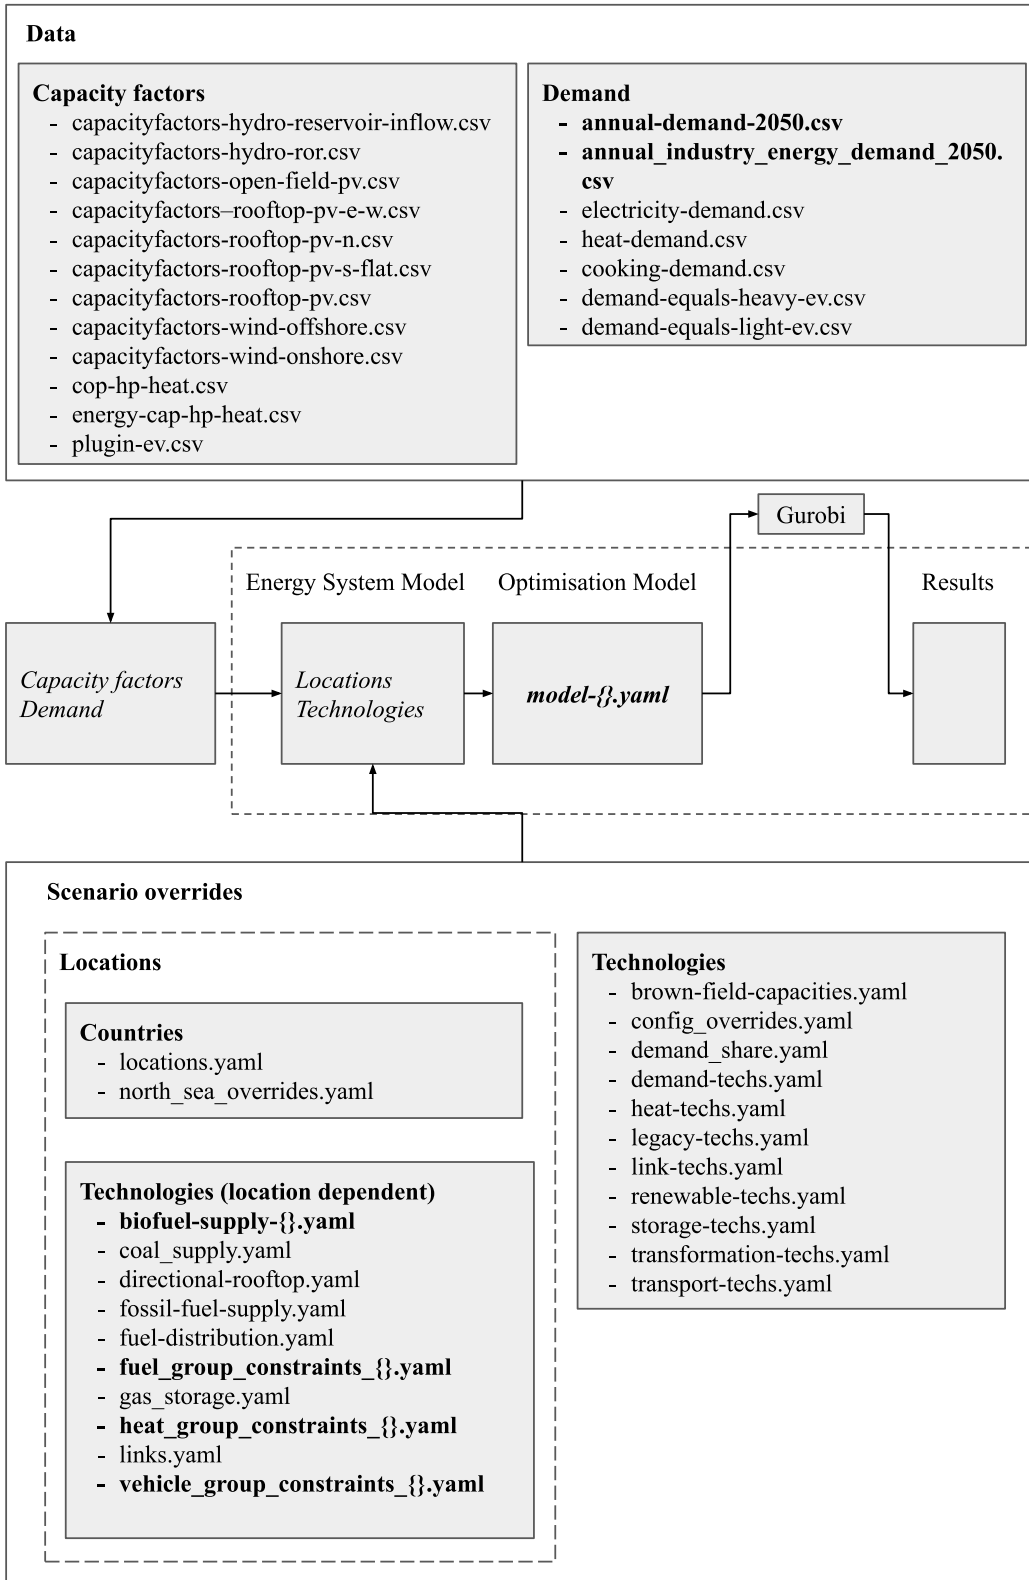 Data
Capacity factors
- capacityfactors-hydro-reservoir-inflow.csv
- capacityfactors-hydro-ror.csv
- capacityfactors-open-field-pv.csv
- capacityfactors–rooftop-pv-e-w.csv
- capacityfactors-rooftop-pv-n.csv
- capacityfactors-rooftop-pv-s-flat.csv
- capacityfactors-rooftop-pv.csv
- capacityfactors-wind-offshore.csv
- capacityfactors-wind-onshore.csv
- cop-hp-heat.csv
- energy-cap-hp-heat.csv
- plugin-ev.csv
Demand
- annual-demand-2050.csv
- annual_industry_energy_demand_2050.
csv
- electricity-demand.csv
- heat-demand.csv
- cooking-demand.csv
- demand-equals-heavy-ev.csv
- demand-equals-light-ev.csv
Gurobi
Energy System Model
Optimisation Model
Results
Capacity factors
Demand
Locations
Technologies
model-{}.yaml
Scenario overrides
Locations
Countries
- locations.yaml
- north_sea_overrides.yaml
Technologies (location dependent)
- biofuel-supply-{}.yaml
- coal_supply.yaml
- directional-rooftop.yaml
- fossil-fuel-supply.yaml
- fuel-distribution.yaml
- fuel_group_constraints_{}.yaml
- gas_storage.yaml
- heat_group_constraints_{}.yaml
- links.yaml
- vehicle_group_constraints_{}.yaml
Technologies
- brown-field-capacities.yaml
- config_overrides.yaml
- demand_share.yaml
- demand-techs.yaml
- heat-techs.yaml
- legacy-techs.yaml
- link-techs.yaml
- renewable-techs.yaml
- storage-techs.yaml
- transformation-techs.yaml
- transport-techs.yaml